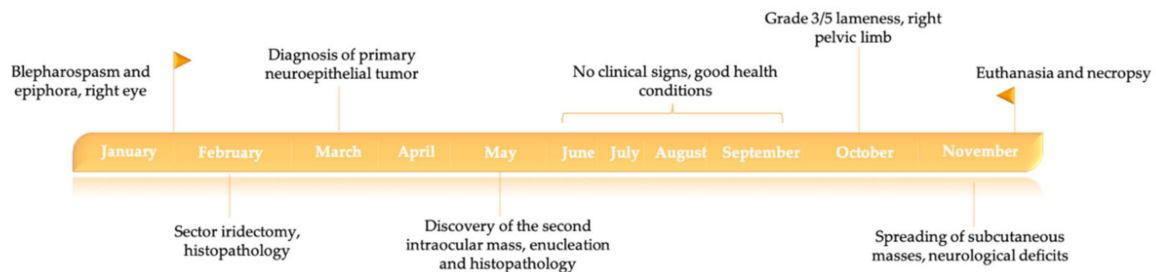 Grade 3/5 lameness, right
pelvic limb
Blepharospasm and
epiphora, right eye
Diagnosis of primary
neuroepithelial tumor
No clinical signs, good health
conditions
Euthanasia and necropsy
January February March April May June July August September October November
Sector iridectomy,
histopathology
Discovery of the second
intraocular mass, enucleation
and histopathology
Spreading of subcutaneous
masses, neurological deficits